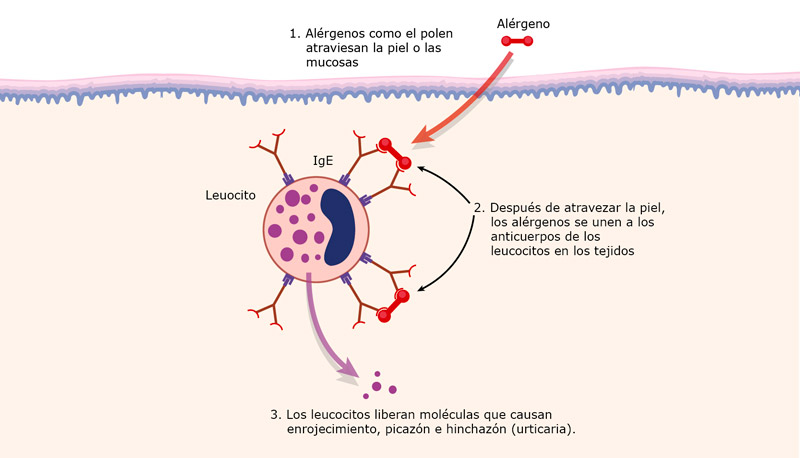 Alérgeno
1. Alérgenos como el polen
atraviesan la piel o las
mucosas
IgE
Leuocito
2. Después de atravezar la piel,
los alérgenos se unen a los
anticuerpos de los
leucocitos en los tejidos
3. Los leucocitos liberan moléculas que causan
enrojecimiento, picazón e hinchazón (urticaria).